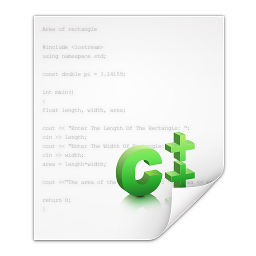 Area of rectangle
#include <iostream>
using namespace std;
const double pi = 3.14159;
int main()
{
float length, width, area;
cout << "Enter The Length Of The Rectangle: ";
cin >> length;
cout << "Enter The Width Of Rectangle
cin >> width;
area = length*width;
cout <<"The area of the
return 0;
}
c++